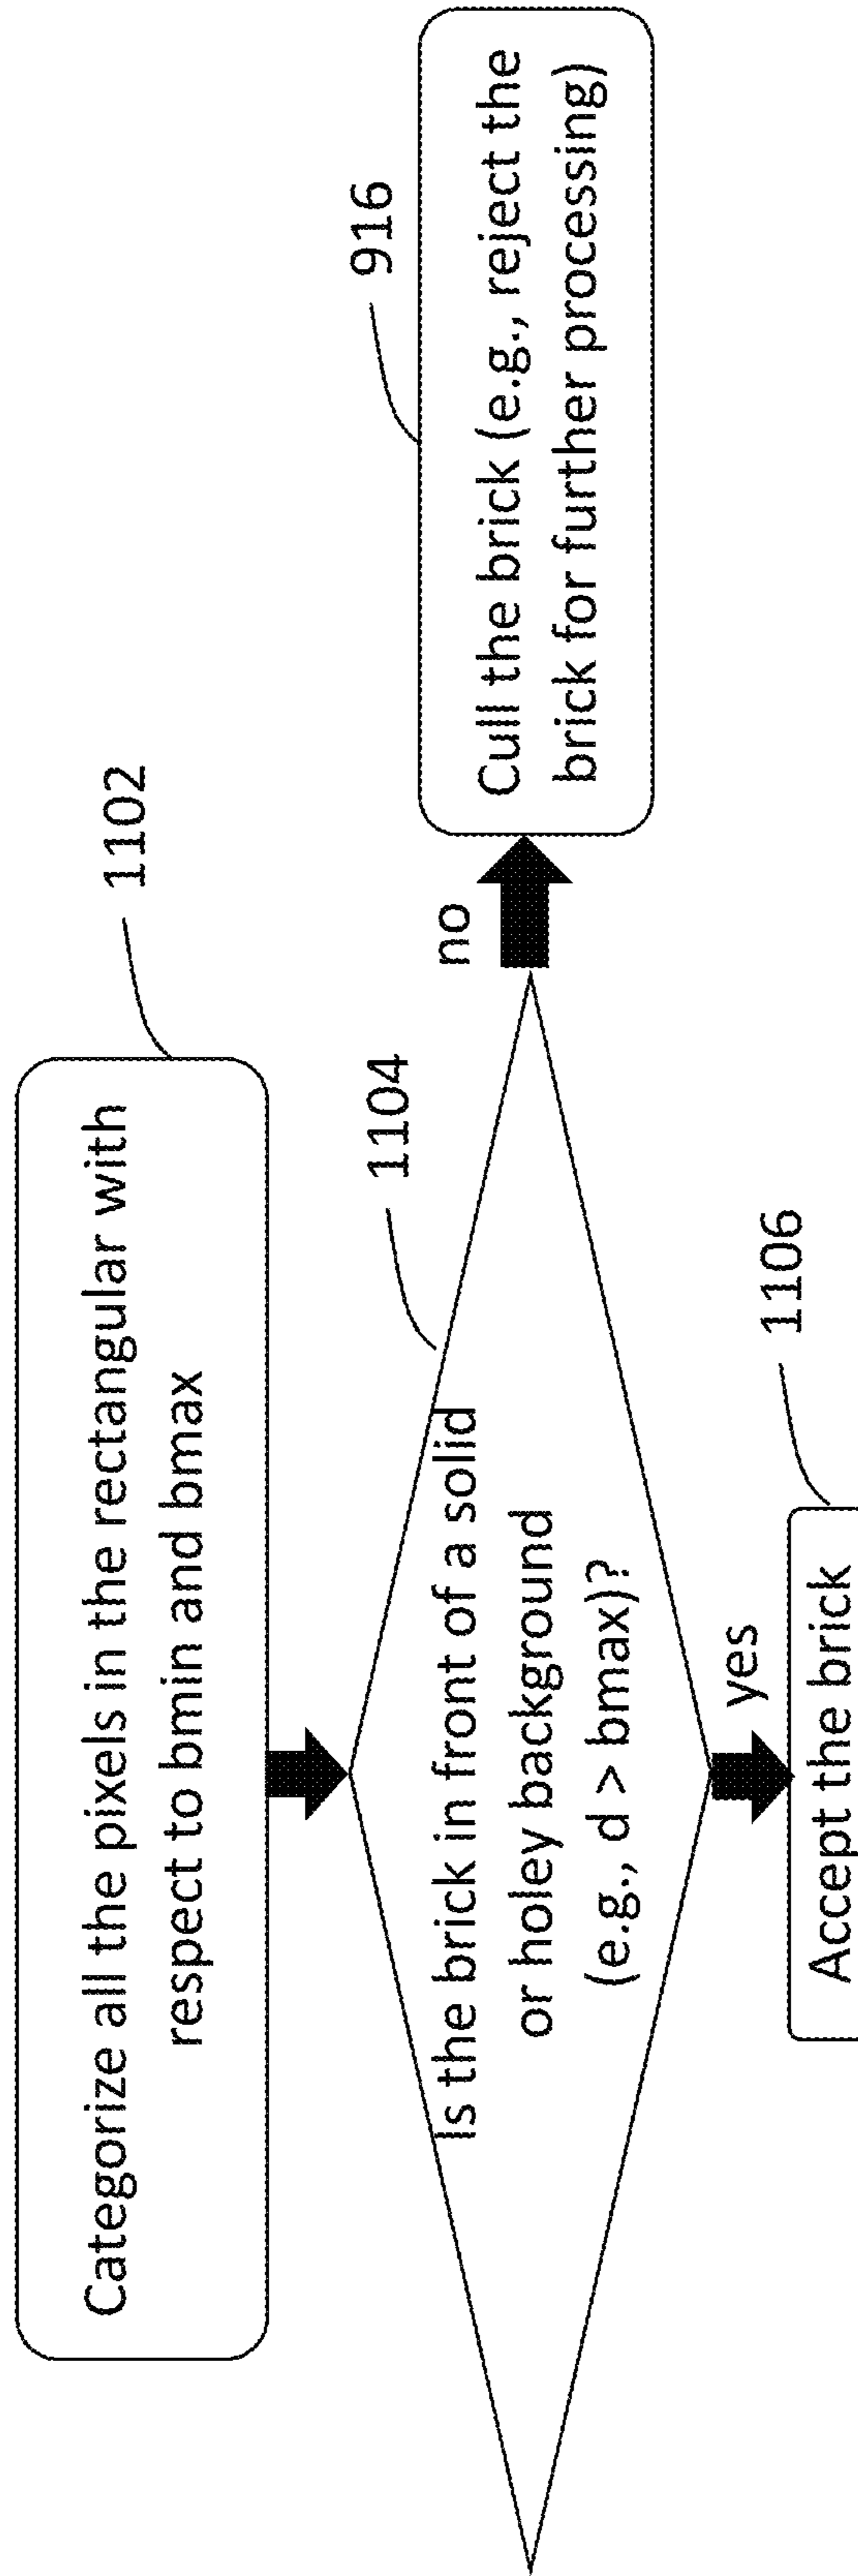 1102
Categorize all the pixels in the rectangular with
respect to bmin and bmax
1104
Is the brick in front of a solid
or holey background
(e.g., d > bmax)?
no
916
Cull the brick (e.g., reject the
brick for further processing)
yes
1106
Accept the brick